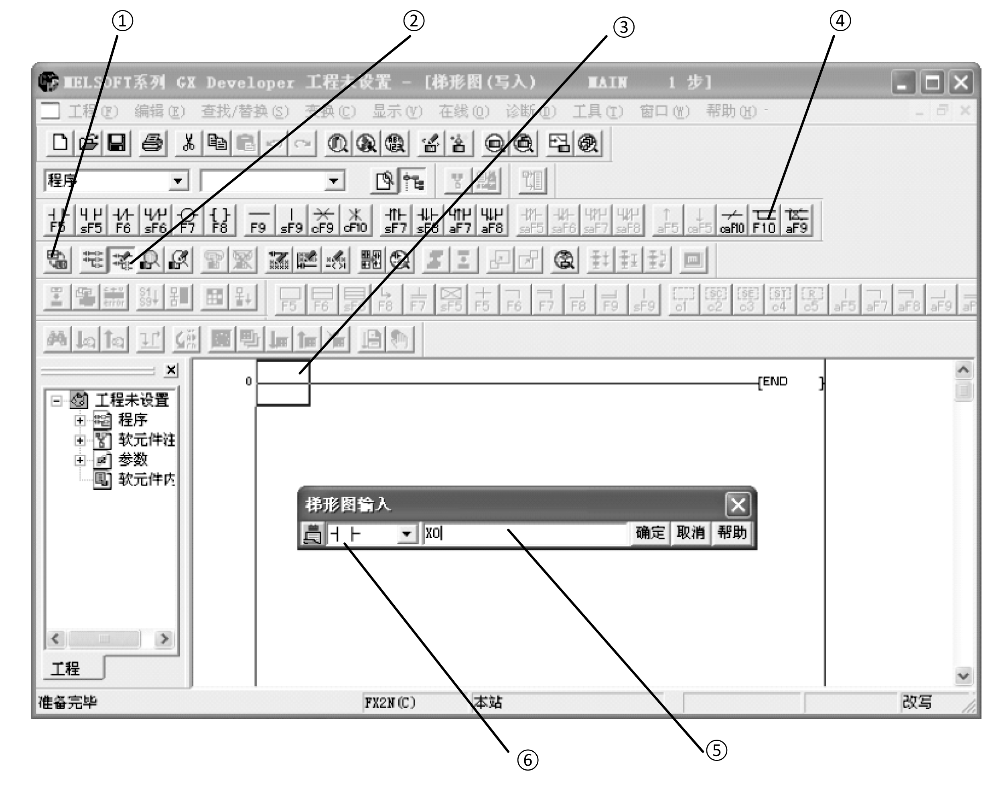 ① ② ③ ④
MELSOFT系列 GX Developer 工程未设置 - [梯形图(写入) MAIN 1 步]
工程(F) 编辑(E) 查找/替换(S) 变换(C) 显示(V) 在线(O) 诊断(D) 工具(T) 窗口(W) 帮助(H)
程序
F5 sF5 F6 sF6 F7 F8 F9 sF9 cF9 cF10 sF7 sF8 aF7 aF8 saF5 saF6 saF7 saF8 aF5 caF5 caF10 F10 aF9
error S1 S9 F5 F6 sF6 F8 F7 sF5 F5 F6 F7 F8 F9 sF9 c1 SC c2 SE c3 ST c4 R c5 aF5 aF7 aF8 aF9
0 [END ]
工程未设置
程序
软元件注
参数
软元件内
梯形图输入
X0 确定 取消 帮助
工程
准备完毕 FX2N(C) 本站 改写
⑤
⑥